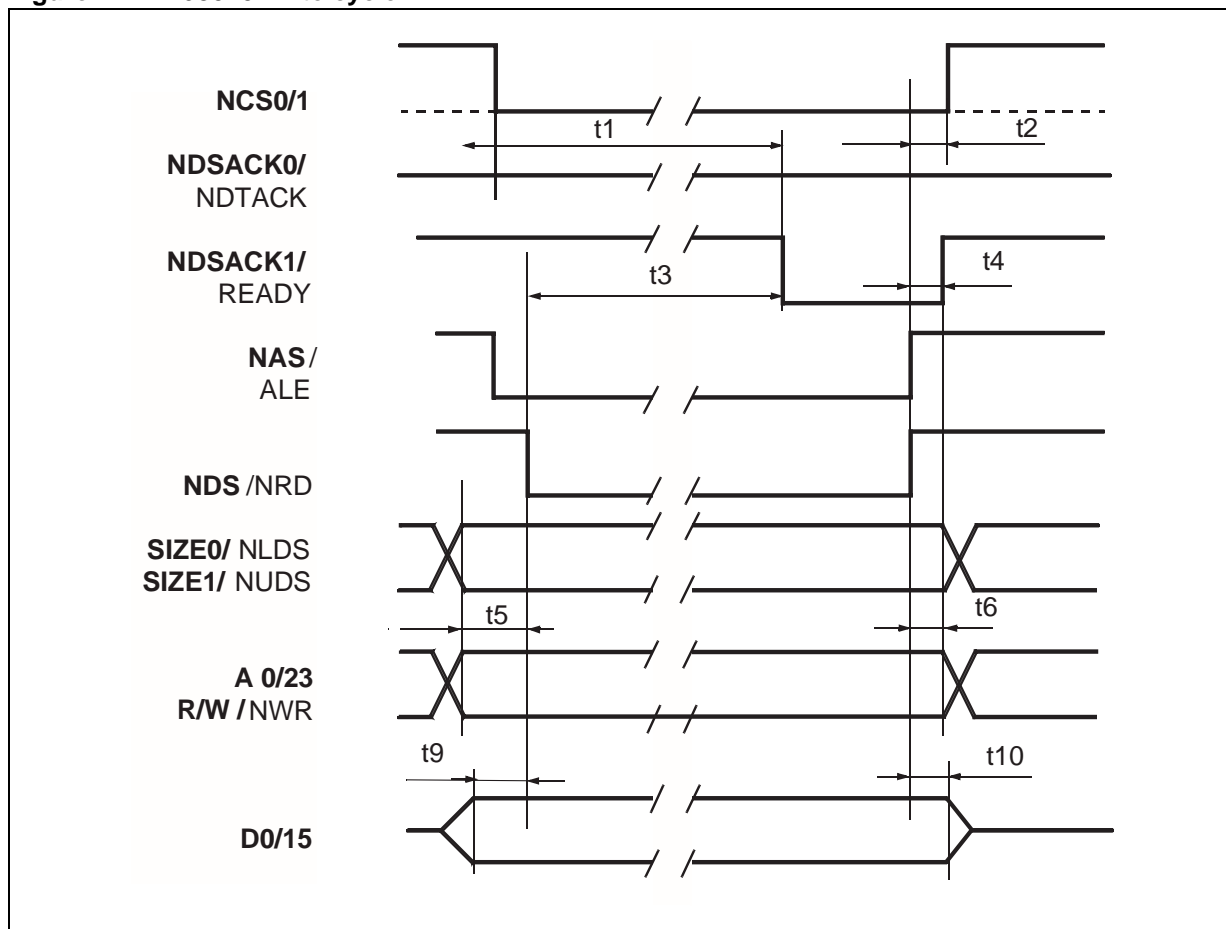 NCS0/1
t1
t2
NDSACK0/
NDTACK
NDSACK1/
READY
t3
t4
NAS/
ALE
NDS /NRD
SIZE0/ NLDS
SIZE1/ NUDS
t5
t6
A 0/23
R/W / NWR
t9
t10
D0/15